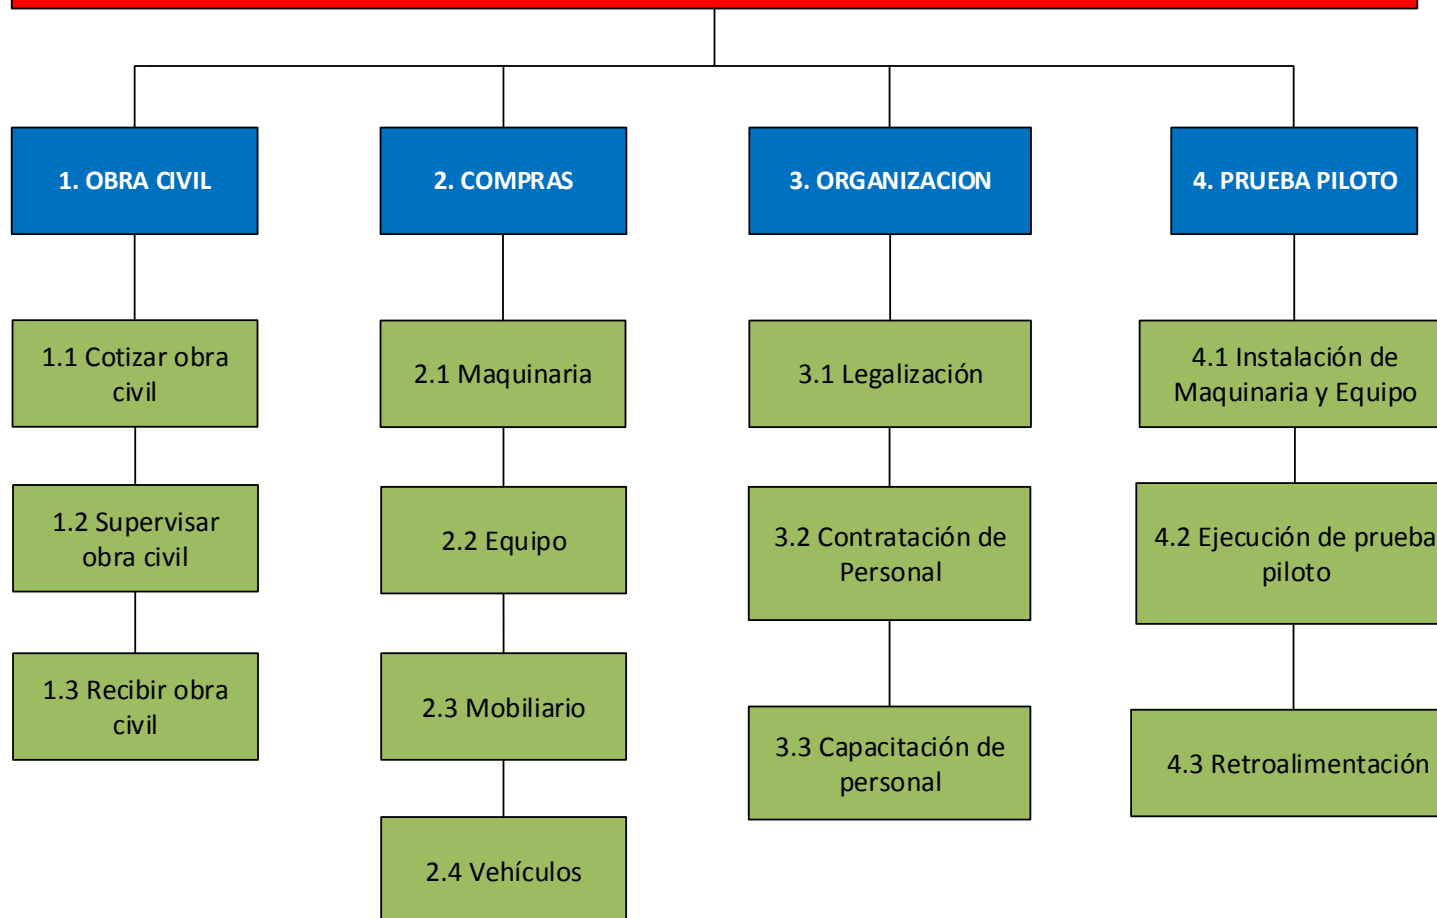 1. OBRA CIVIL
2. COMPRAS
3. ORGANIZACION
4. PRUEBA PILOTO
1.1 Cotizar obra
civil
2.1 Maquinaria
3.1 Legalización
4.1 Instalación de
Maquinaria y Equipo
1.2 Supervisar
obra civil
2.2 Equipo
3.2 Contratación de
Personal
4.2 Ejecución de prueba
piloto
1.3 Recibir obra
civil
2.3 Mobiliario
3.3 Capacitación de
personal
4.3 Retroalimentación
2.4 Vehículos